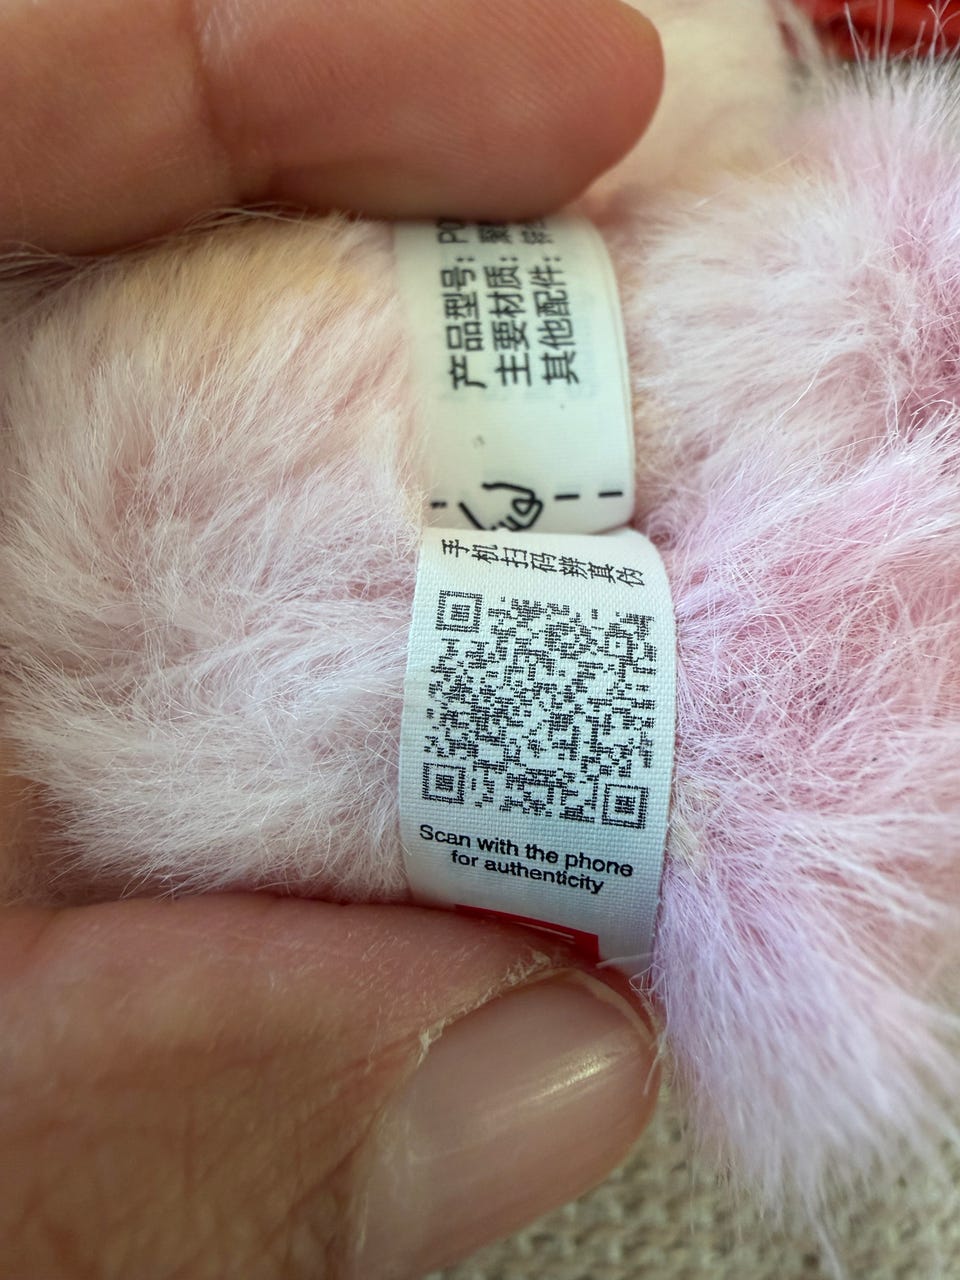 产品型号：
主要材质：
其他配件：
手机扫码辨真伪
Scan with the phone
for authenticity